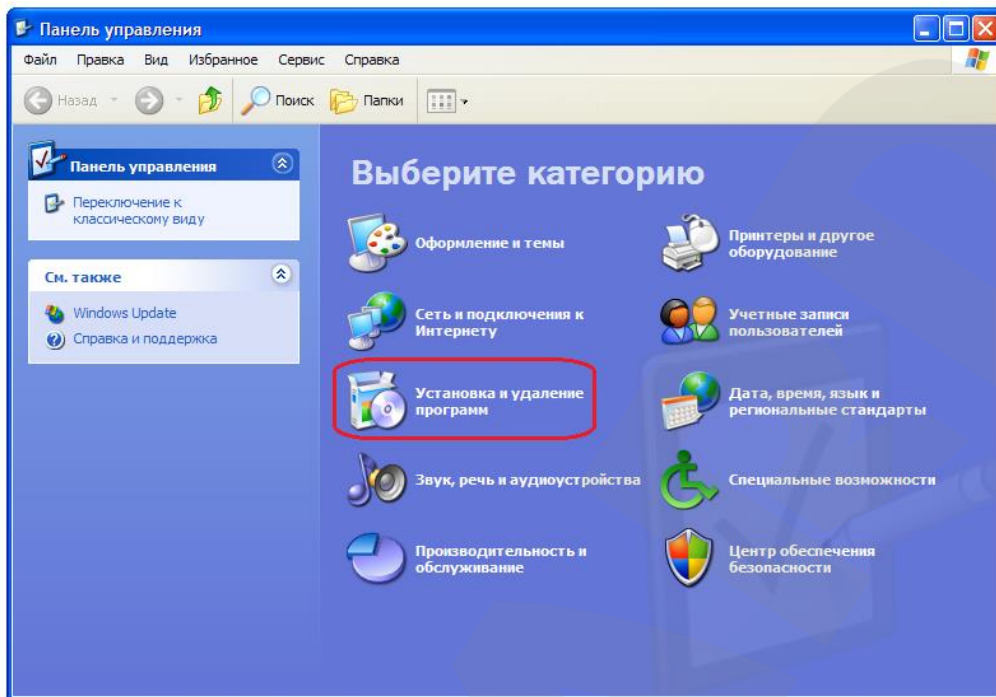 Панель управления
Файл Правка Вид Избранное Сервис Справка
Назад Поиск Папки
Панель управления
Переключение к
классическому виду
См. также
Windows Update
Справка и поддержка
Выберите категорию
Оформление и темы
Принтеры и другое
оборудование
Сеть и подключения к
Интернету
Учетные записи
пользователей
Установка и удаление
программ
Дата, время, язык и
региональные стандарты
Звук, речь и аудиоустройства
Специальные возможности
Производительность и
обслуживание
Центр обеспечения
безопасности